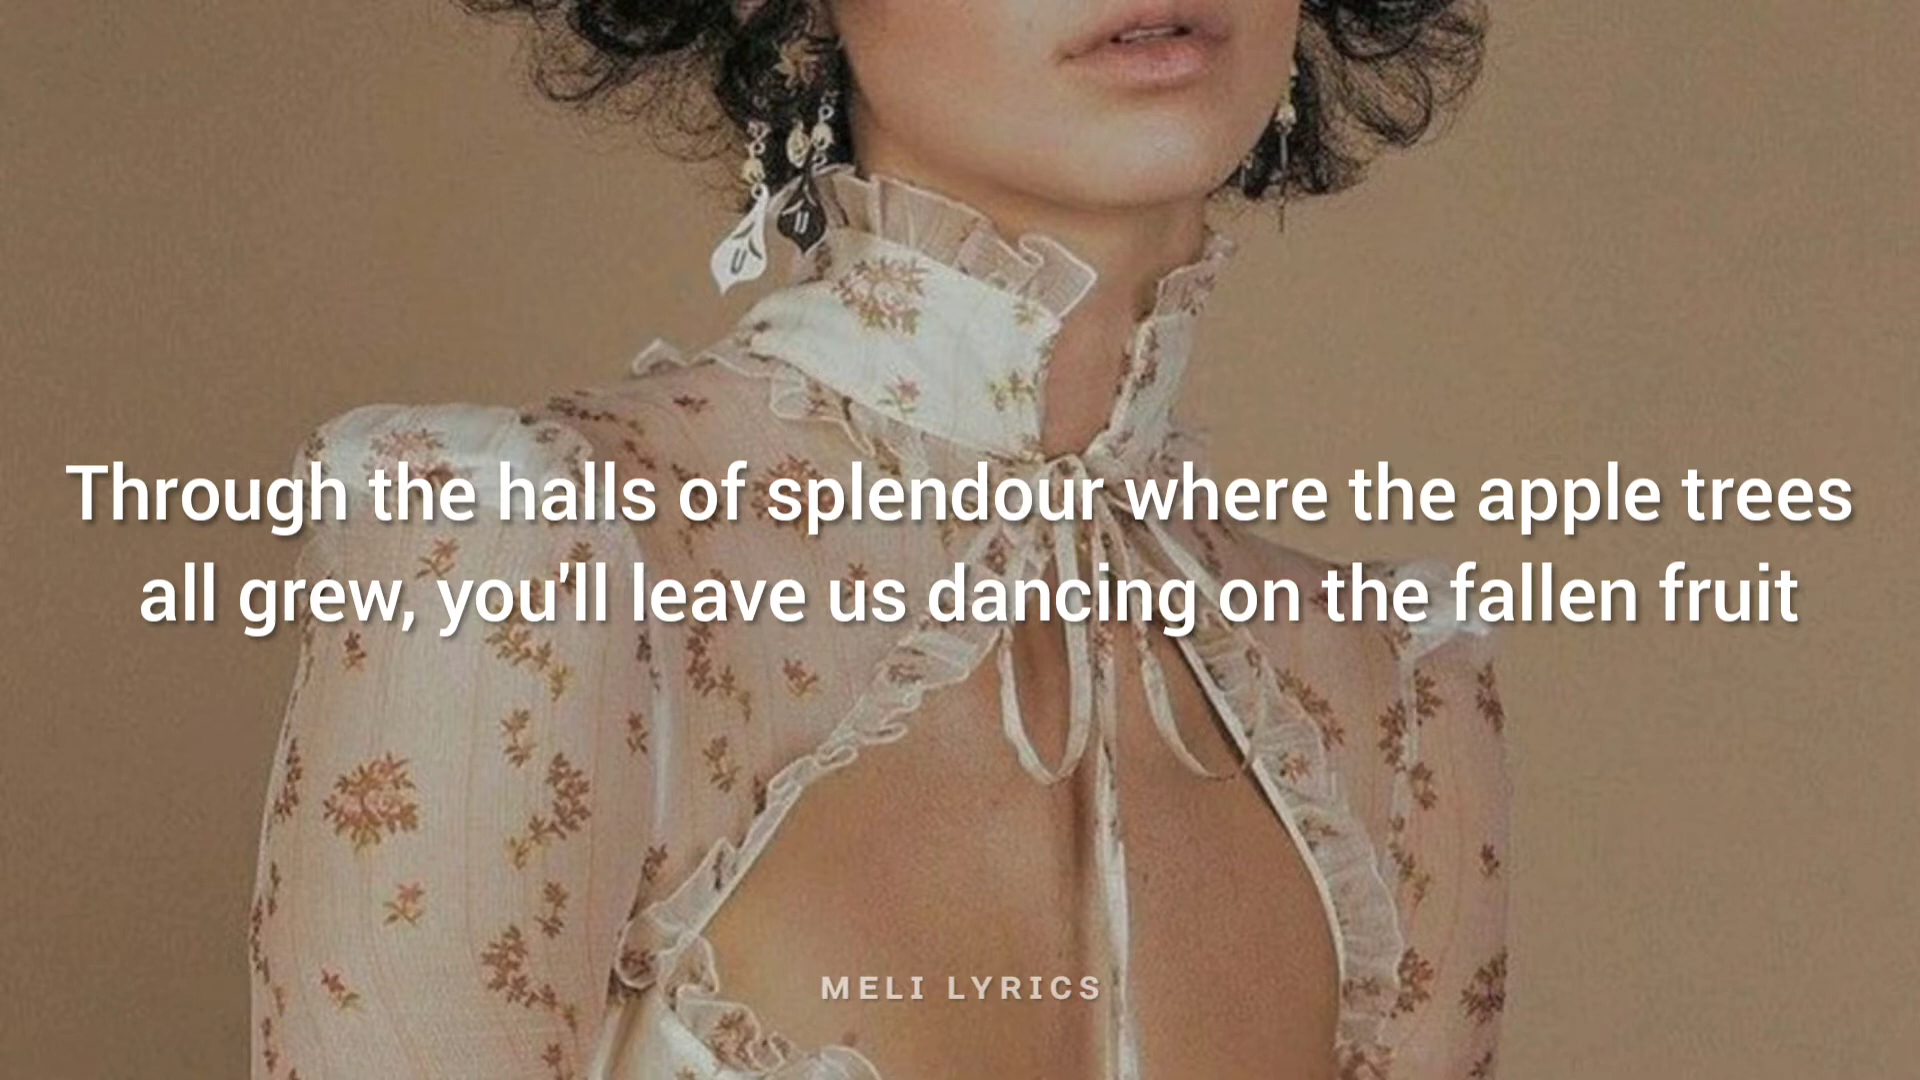 Through the halls of splendour where the apple trees
all grew, you'll leave us dancing on the fallen fruit
MELI LYRICS